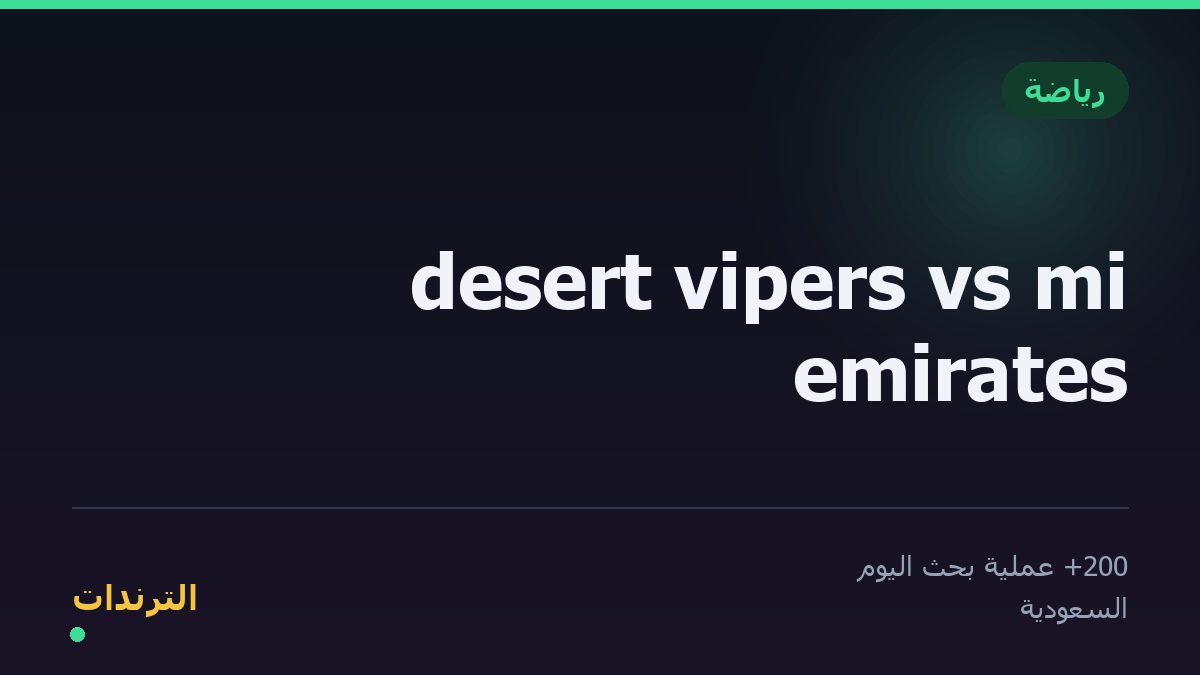 رياضة
desert vipers vs mi
emirates
200+ عملية بحث اليوم
السعودية
الترندات